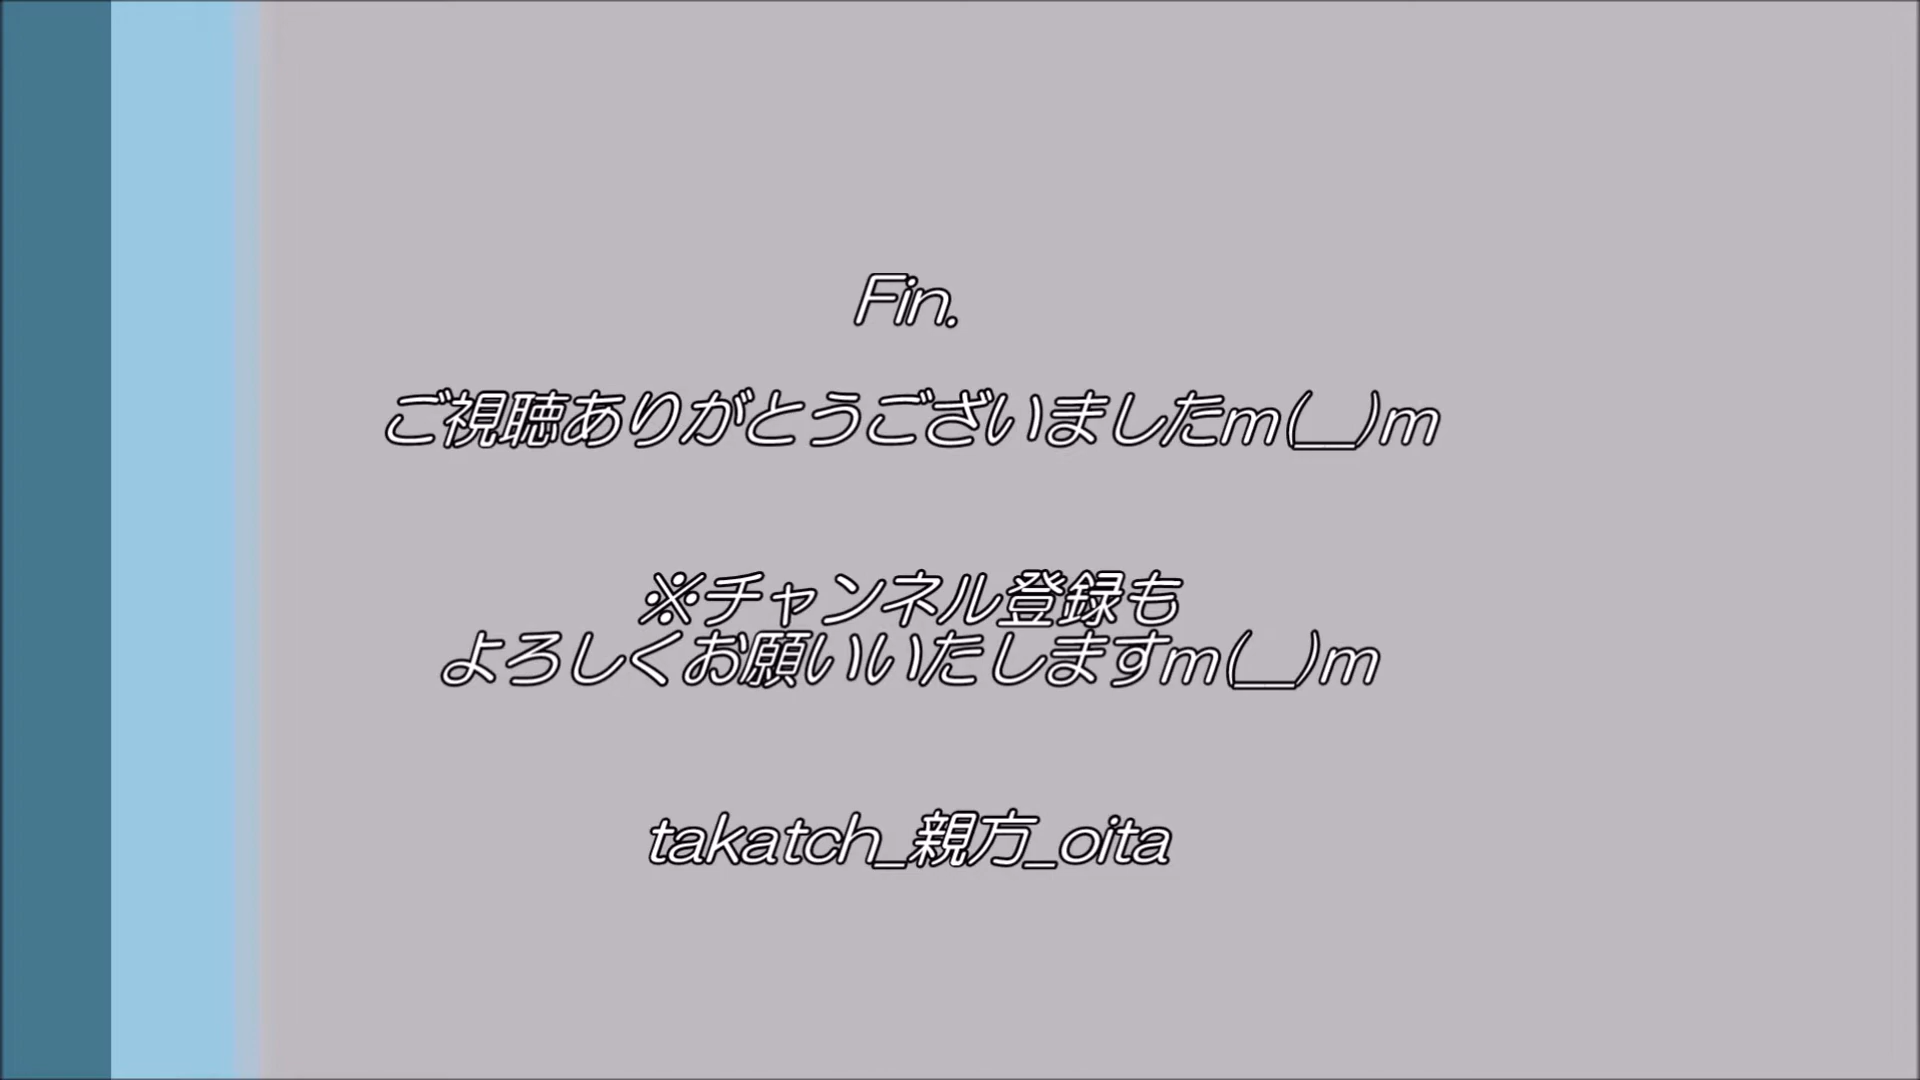 Fin.
ご視聴ありがとうございましたm(__)m
※チャンネル登録も
よろしくお願いいたしますm(__)m
takatch_親方_oita